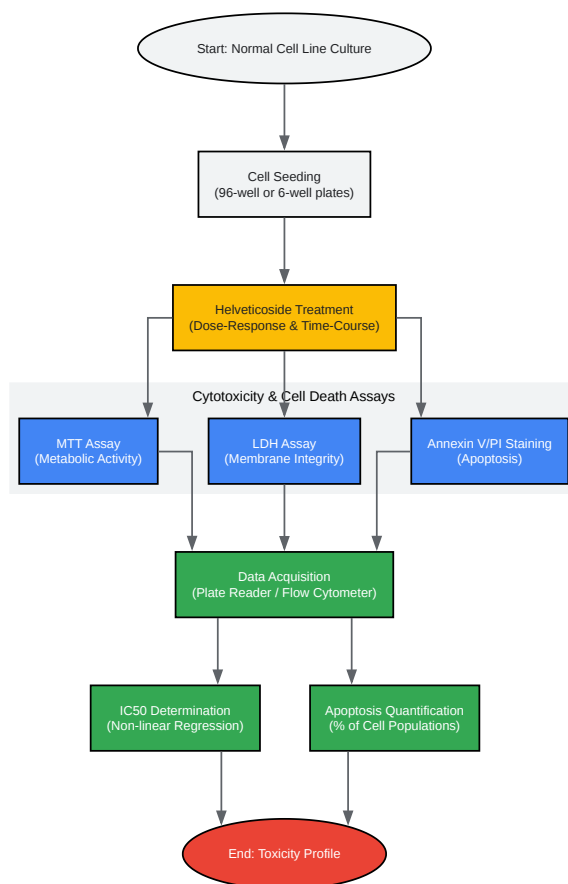 Start: Normal Cell Line Culture
Cell Seeding
(96-well or 6-well plates)
Helveticoside Treatment
(Dose-Response & Time-Course)
Cytotoxicity & Cell Death Assays
MTT Assay
(Metabolic Activity)
LDH Assay
(Membrane Integrity)
Annexin V/PI Staining
(Apoptosis)
Data Acquisition
(Plate Reader / Flow Cytometer)
IC50 Determination
(Non-linear Regression)
Apoptosis Quantification
(% of Cell Populations)
End: Toxicity Profile